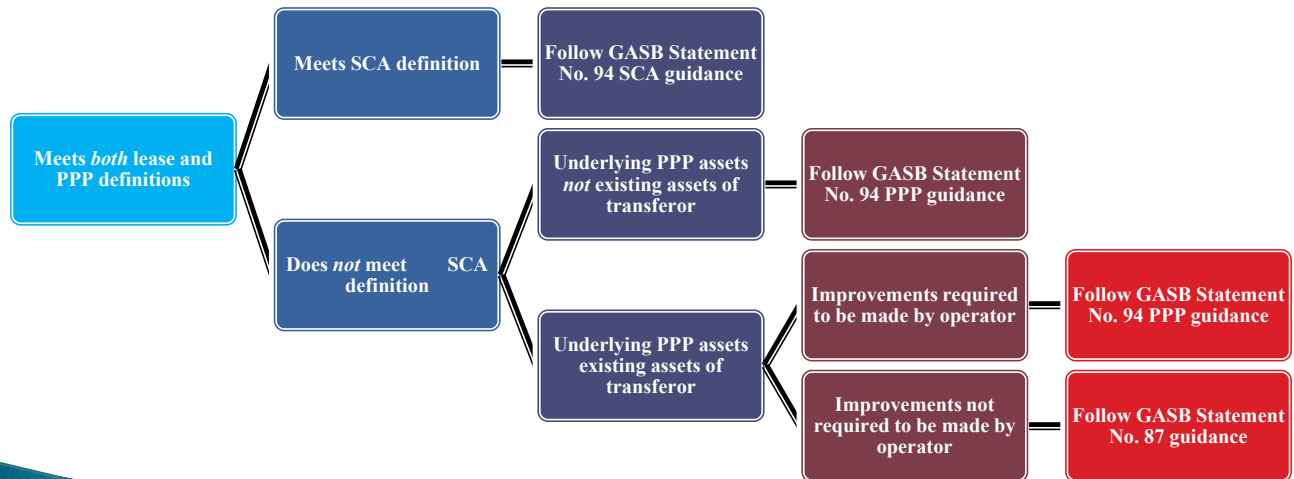 Meets both lease and
PPP definitions
Meets SCA definition
Follow GASB Statement
No. 94 SCA guidance
Does not meet SCA
definition
Underlying PPP assets
not existing assets of
transferor
Follow GASB Statement
No. 94 PPP guidance
Underlying PPP assets
existing assets of
transferor
Improvements required
to be made by operator
Follow GASB Statement
No. 94 PPP guidance
Improvements not
required to be made by
operator
Follow GASB Statement
No. 87 guidance